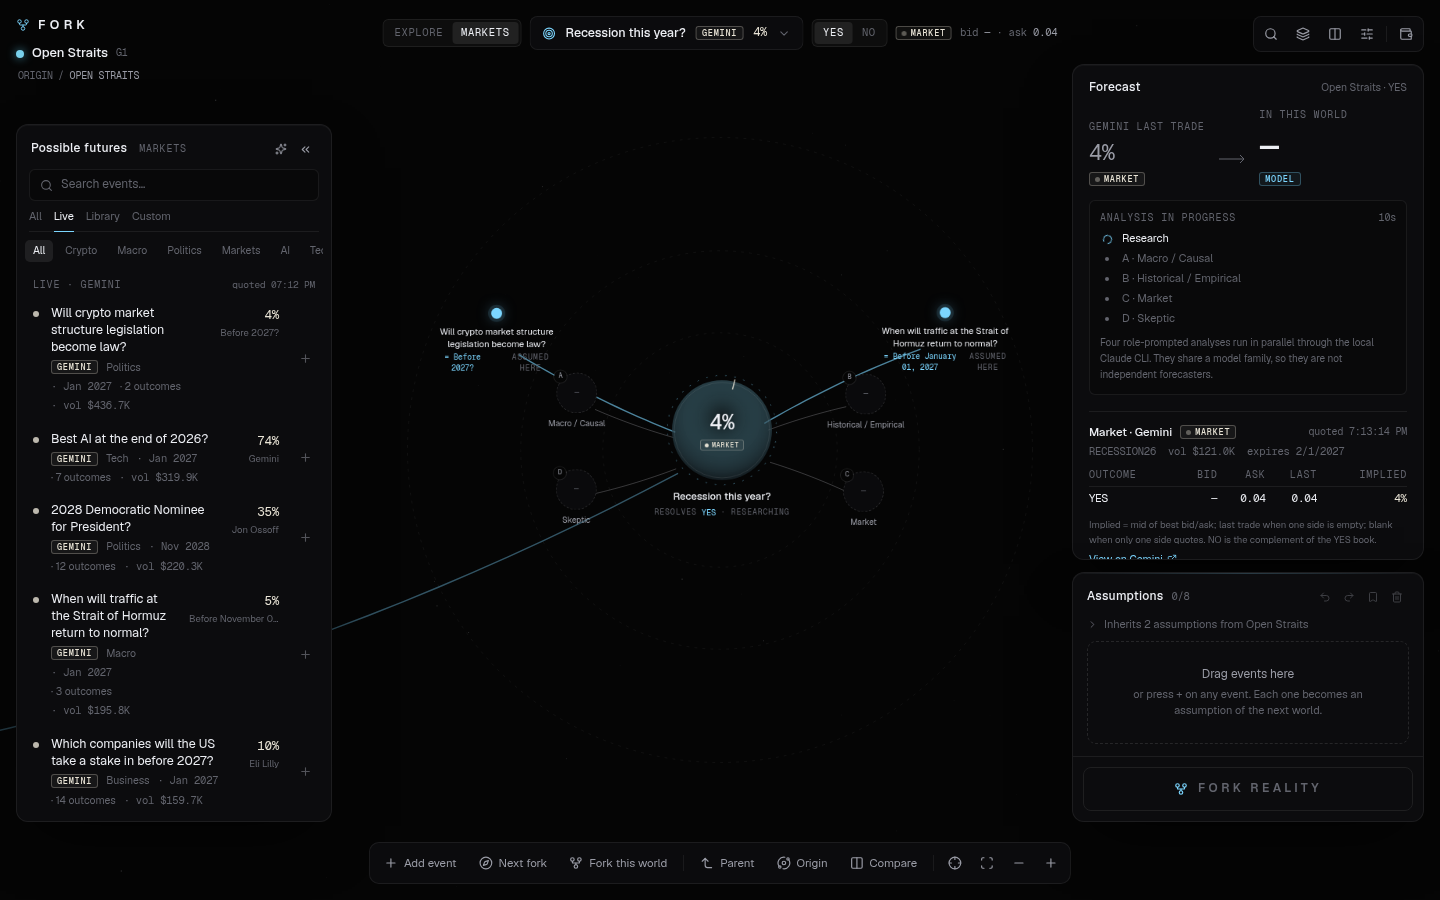 FORK
Open Straits G1
ORIGIN / OPEN STRAITS
EXPLORE MARKETS
Recession this year? GEMINI 4%
YES NO
MARKET bid — · ask 0.04
Possible futures MARKETS
Search events...
All Live Library Custom
All Crypto Macro Politics Markets AI
LIVE · GEMINI quoted 07:12 PM
Will crypto market structure legislation become law?
4%
Before 2027?
GEMINI Politics
· Jan 2027 · 2 outcomes
· vol $436.7K
Best AI at the end of 2026?
74%
Gemini
GEMINI Tech · Jan 2027
· 7 outcomes · vol $319.9K
2028 Democratic Nominee for President?
35%
Jon Ossoff
GEMINI Politics · Nov 2028
· 12 outcomes · vol $220.3K
When will traffic at the Strait of Hormuz return to normal?
5%
Before November O...
GEMINI Macro
· Jan 2027
· 3 outcomes
· vol $195.8K
Which companies will the US take a stake in before 2027?
10%
Eli Lilly
GEMINI Business · Jan 2027
· 14 outcomes · vol $159.7K
Will crypto market structure
legislation become law?
= Before 2027? ASSUMED HERE
When will traffic at the Strait of
Hormuz return to normal?
= Before January 01, 2027 ASSUMED HERE
A
–
Macro / Causal
B
–
Historical / Empirical
4%
MARKET
Recession this year?
RESOLVES YES · RESEARCHING
D
–
Skeptic
C
–
Market
Forecast Open Straits · YES
GEMINI LAST TRADE
4%
MARKET
IN THIS WORLD
—
MODEL
ANALYSIS IN PROGRESS 10s
Research
A · Macro / Causal
B · Historical / Empirical
C · Market
D · Skeptic
Four role-prompted analyses run in parallel through the local
Claude CLI. They share a model family, so they are not
independent forecasters.
Market · Gemini MARKET quoted 7:13:14 PM
RECESSION26 vol $121.0K expires 2/1/2027
OUTCOME BID ASK LAST IMPLIED
YES — 0.04 0.04 4%
Implied = mid of best bid/ask; last trade when one side is empty; blank
when only one side quotes. NO is the complement of the YES book.
View on Gemini
Assumptions 0/8
Inherits 2 assumptions from Open Straits
Drag events here
or press + on any event. Each one becomes an
assumption of the next world.
FORK REALITY
Add event Next fork Fork this world Parent Origin Compare